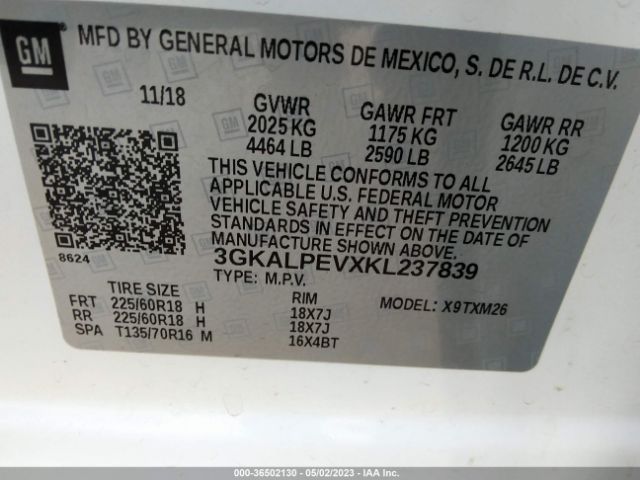 GM
MFD BY GENERAL MOTORS DE MEXICO, S. DE R.L. DE C.V.
11/18
GVWR GAWR FRT GAWR RR
2025 KG 1175 KG 1200 KG
4464 LB 2590 LB 2645 LB
THIS VEHICLE CONFORMS TO ALL
APPLICABLE U.S. FEDERAL MOTOR
VEHICLE SAFETY AND THEFT PREVENTION
STANDARDS IN EFFECT ON THE DATE OF
MANUFACTURE SHOWN ABOVE.
8624
3GKALPEVXKL237839
TYPE: M.P.V.
TIRE SIZE RIM MODEL: X9TXM26
FRT 225/60R18 H 18X7J
RR 225/60R18 H 18X7J
SPA T135/70R16 M 16X4BT
000-36502130 - 05/02/2023 - IAAI.COM